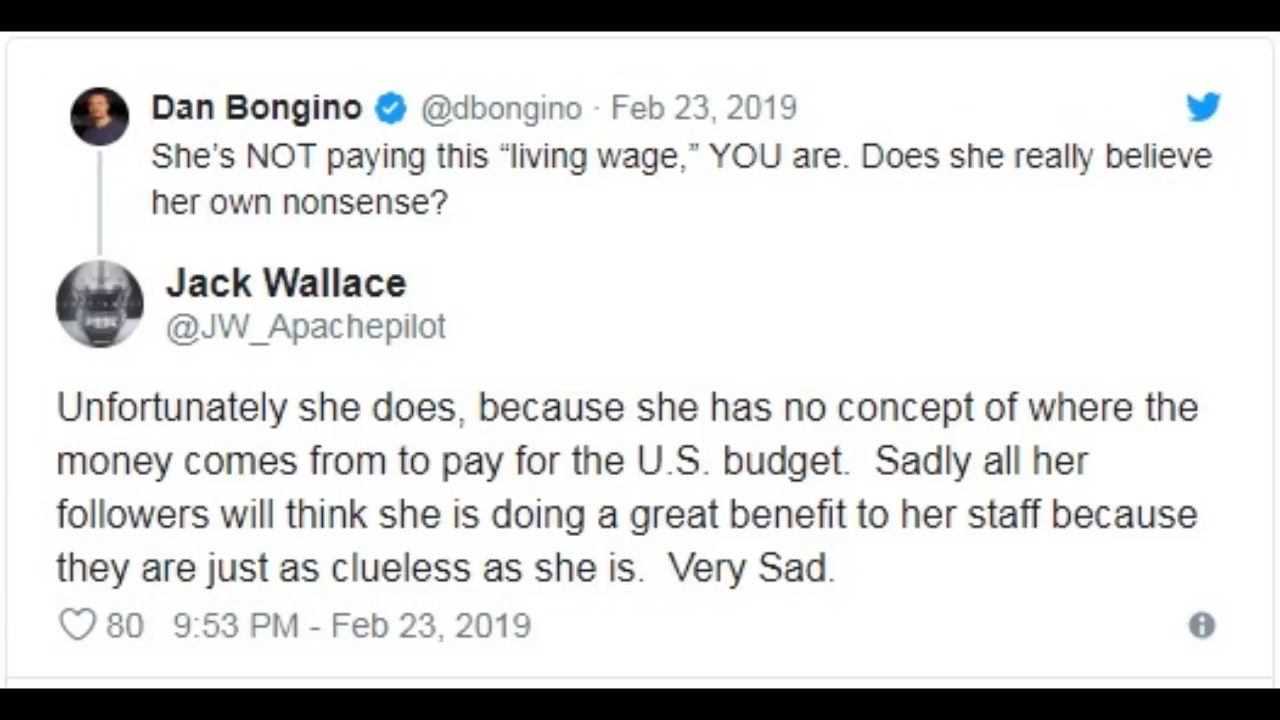 Dan Bongino @dbongino · Feb 23, 2019
She's NOT paying this “living wage,” YOU are. Does she really believe
her own nonsense?
Jack Wallace
@JW_Apachepilot
Unfortunately she does, because she has no concept of where the
money comes from to pay for the U.S. budget.  Sadly all her
followers will think she is doing a great benefit to her staff because
they are just as clueless as she is.  Very Sad.
80 9:53 PM - Feb 23, 2019